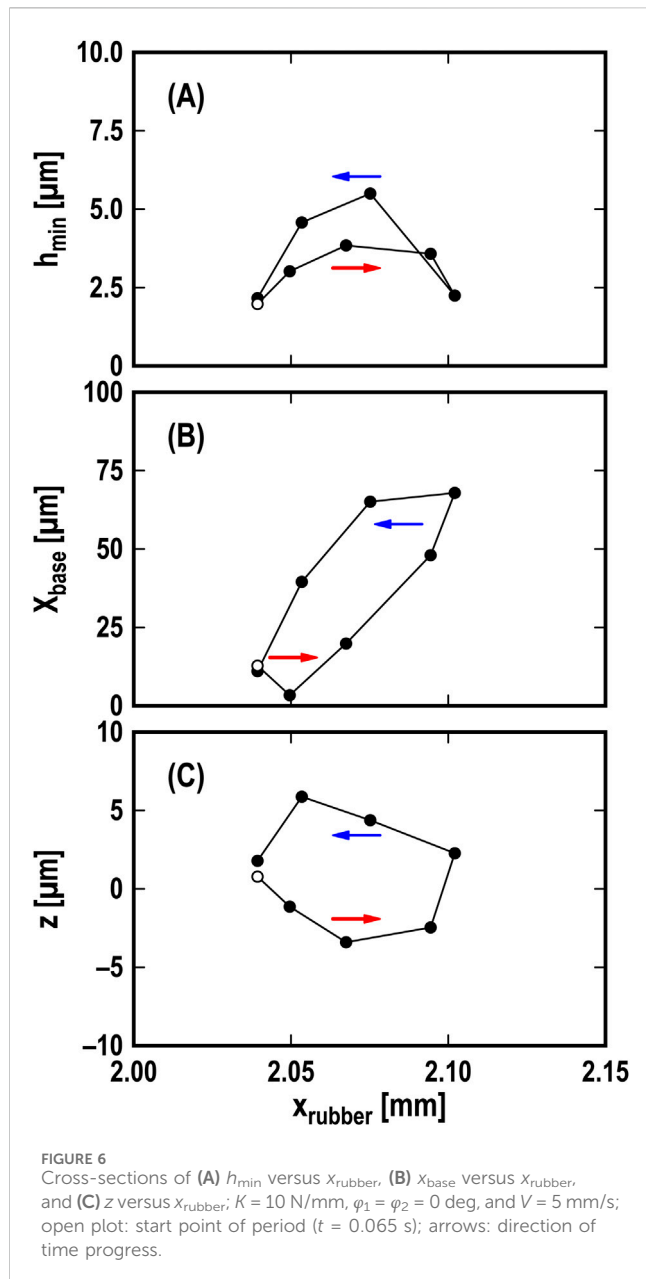 10.0
(A)
7.5
h_min [μm]
5.0
2.5
0
100
(B)
75
X_base [μm]
50
25
0
10
(C)
5
z [μm]
0
−5
−10
2.00 2.05 2.10 2.15
x_rubber [mm]
FIGURE 6
Cross-sections of (A) h_min versus x_rubber, (B) x_base versus x_rubber,
and (C) z versus x_rubber; K = 10 N/mm, φ₁ = φ₂ = 0 deg, and V = 5 mm/s;
open plot: start point of period (t = 0.065 s); arrows: direction of
time progress.